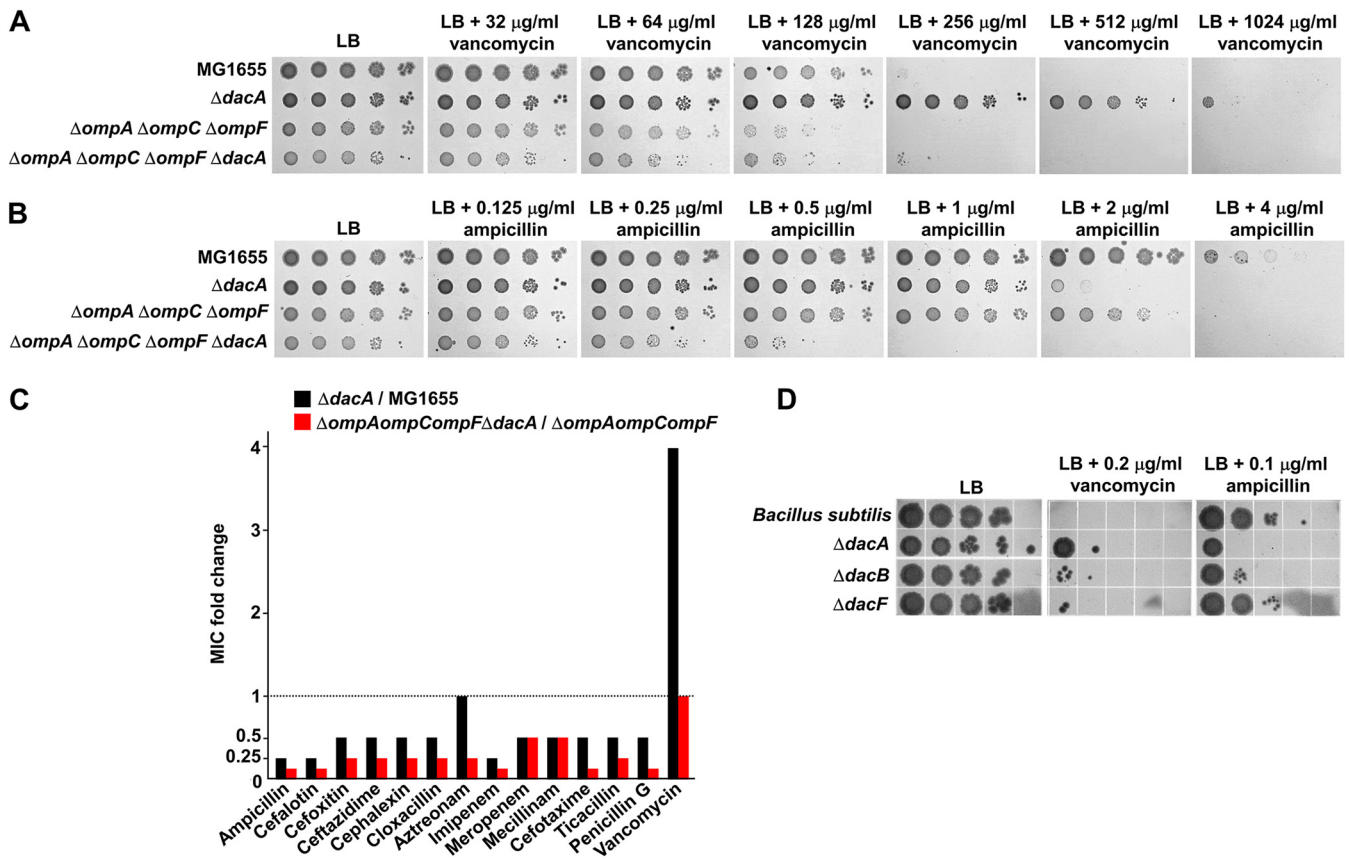 A
LB
LB + 32 μg/ml
vancomycin
LB + 64 μg/ml
vancomycin
LB + 128 μg/ml
vancomycin
LB + 256 μg/ml
vancomycin
LB + 512 μg/ml
vancomycin
LB + 1024 μg/ml
vancomycin
MG1655
ΔdacA
ΔompA ΔompC ΔompF
ΔompA ΔompC ΔompF ΔdacA
B
LB
LB + 0.125 μg/ml
ampicillin
LB + 0.25 μg/ml
ampicillin
LB + 0.5 μg/ml
ampicillin
LB + 1 μg/ml
ampicillin
LB + 2 μg/ml
ampicillin
LB + 4 μg/ml
ampicillin
MG1655
ΔdacA
ΔompA ΔompC ΔompF
ΔompA ΔompC ΔompF ΔdacA
C
ΔdacA / MG1655
ΔompAompCompFΔdacA / ΔompAompCompF
MIC fold change
4
3
2
1
0.5
0.25
0
Ampicillin
Cefalotin
Cefoxitin
Ceftazidime
Cephalexin
Cloxacillin
Aztreonam
Imipenem
Meropenem
Mecillinam
Cefotaxime
Ticacillin
Penicillin G
Vancomycin
D
LB
LB + 0.2 μg/ml
vancomycin
LB + 0.1 μg/ml
ampicillin
Bacillus subtilis
ΔdacA
ΔdacB
ΔdacF